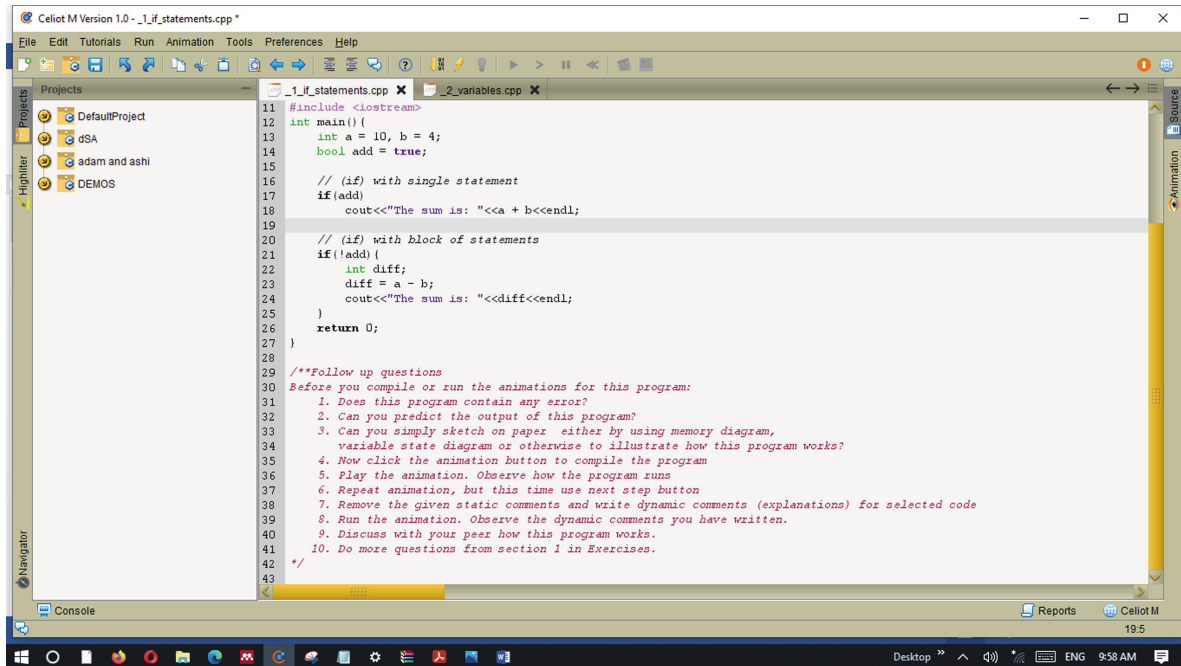 Celiot M Version 1.0 - _1_if_statements.cpp *
File Edit Tutorials Run Animation Tools Preferences Help
Projects
_1_if_statements.cpp
_2_variables.cpp
Projects
Highliter
Navigator
DefaultProject
dSA
adam and ashi
DEMOS
11 #include <iostream>
12 int main(){
13 int a = 10, b = 4;
14 bool add = true;
15
16 // (if) with single statement
17 if(add)
18 cout<<"The sum is: "<<a + b<<endl;
19
20 // (if) with block of statements
21 if(!add){
22 int diff;
23 diff = a - b;
24 cout<<"The sum is: "<<diff<<endl;
25 }
26 return 0;
27 }
28
29 /**Follow up questions
30 Before you compile or run the animations for this program:
31 1. Does this program contain any error?
32 2. Can you predict the output of this program?
33 3. Can you simply sketch on paper either by using memory diagram,
34 variable state diagram or otherwise to illustrate how this program works?
35 4. Now click the animation button to compile the program
36 5. Play the animation. Observe how the program runs
37 6. Repeat animation, but this time use next step button
38 7. Remove the given static comments and write dynamic comments (explanations) for selected code
39 8. Run the animation. Observe the dynamic comments you have written.
40 9. Discuss with your peer how this program works.
41 10. Do more questions from section 1 in Exercises.
42 */
43
Source
Animation
Console
Reports
Celiot M
19:5
Desktop
ENG
9:58 AM